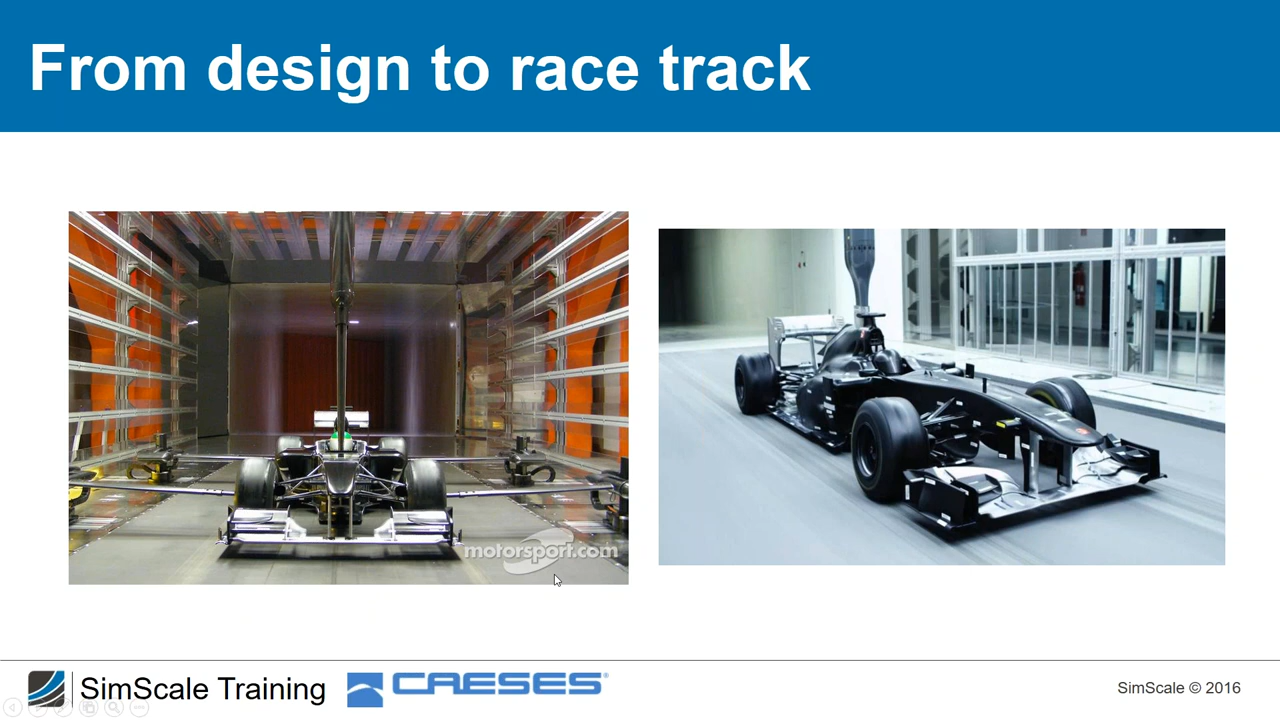 From design to race track
motorsport.com
SimScale Training
CAESES®
SimScale © 2016